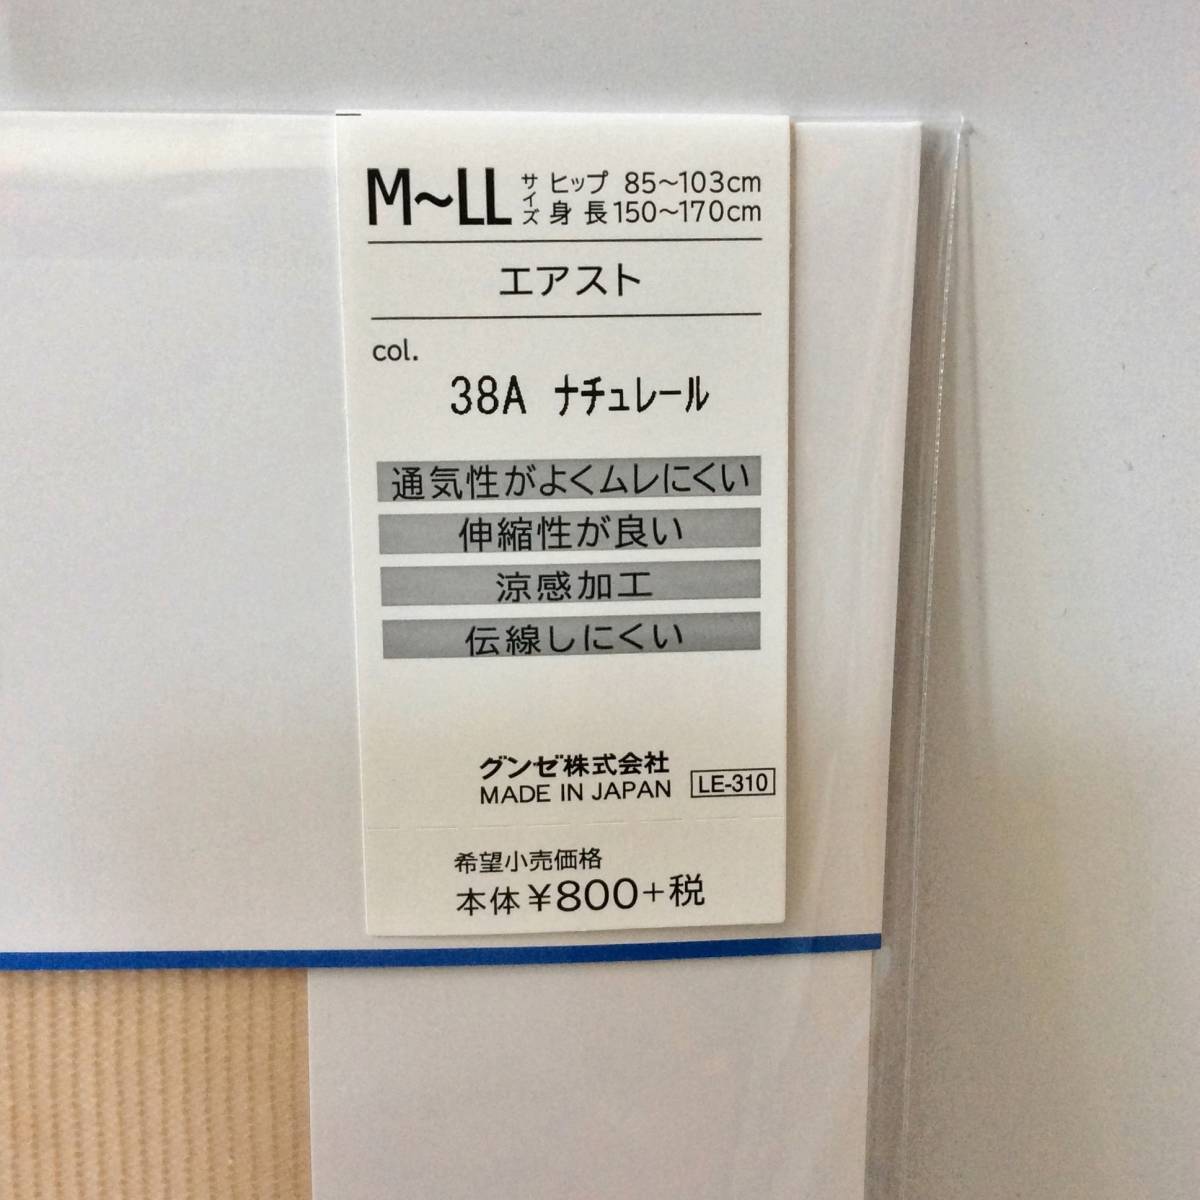 M～LL サイズ ヒップ 85～103cm
身長 150～170cm
エアスト
col.
38A ナチュレール
通気性がよくムレにくい
伸縮性が良い
涼感加工
伝線しにくい
グンゼ株式会社
MADE IN JAPAN LE-310
希望小売価格
本体¥800+税